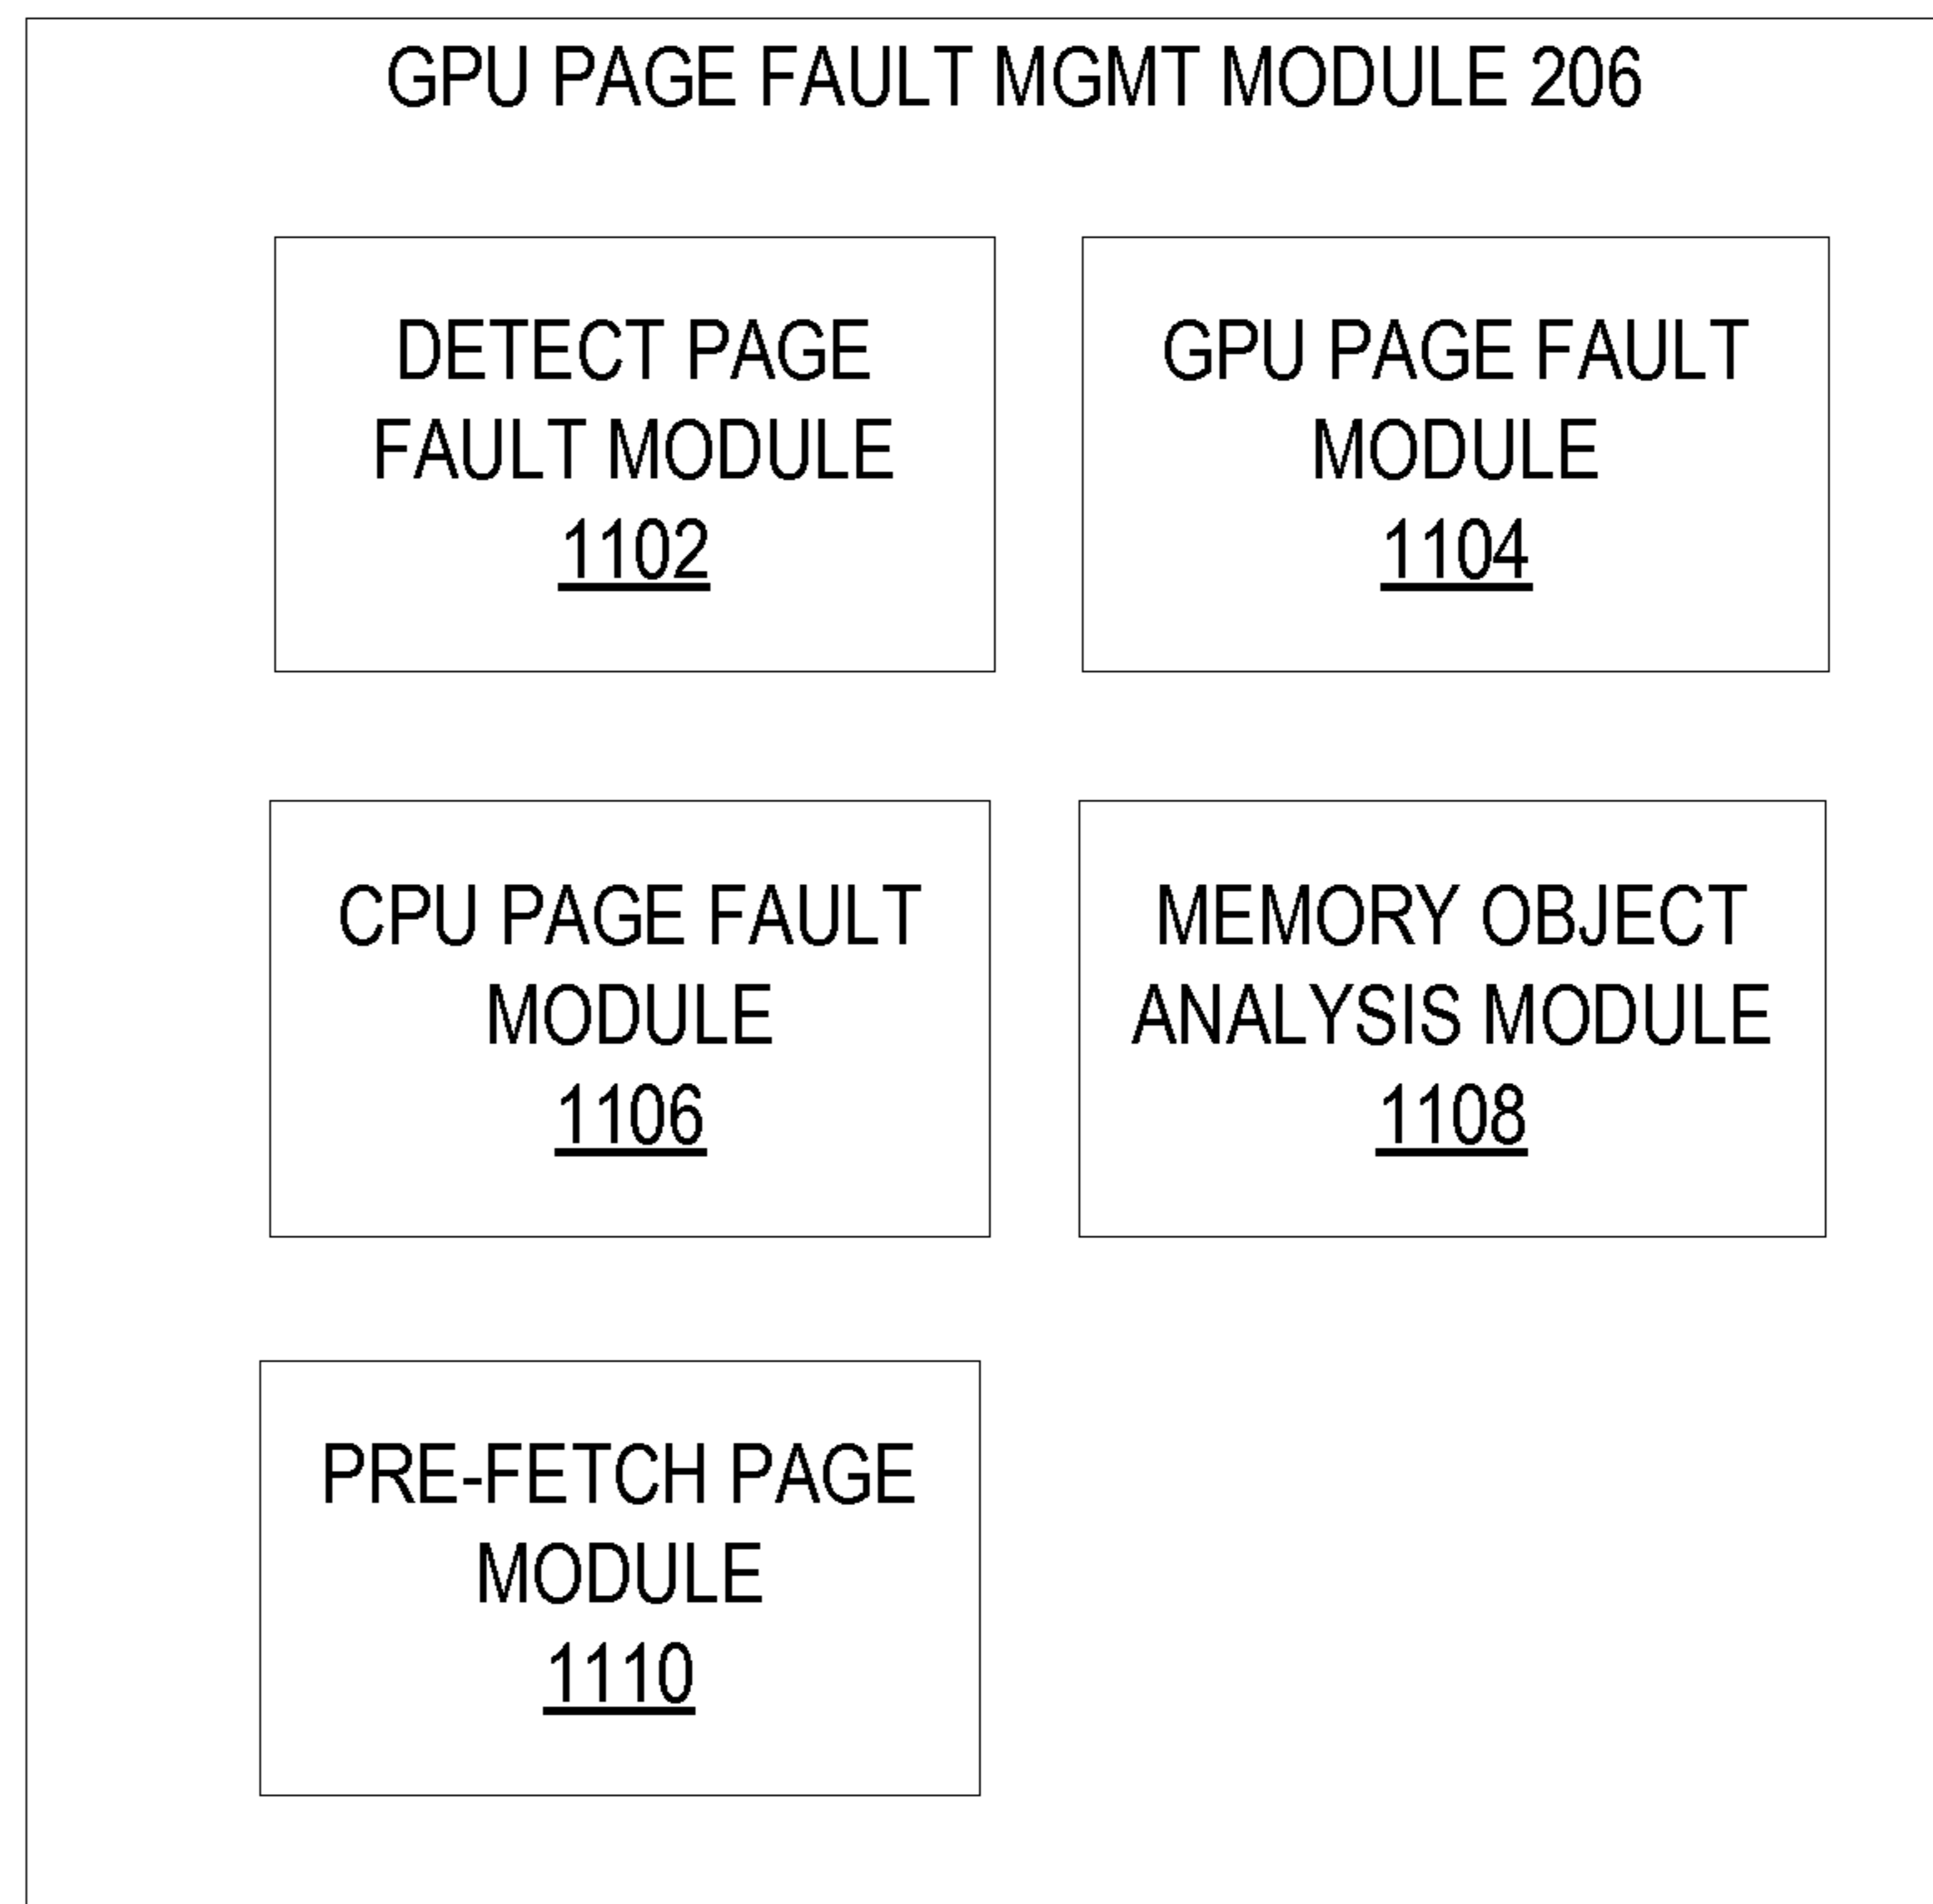 GPU PAGE FAULT MGMT MODULE 206
DETECT PAGE
FAULT MODULE
1102
GPU PAGE FAULT
MODULE
1104
CPU PAGE FAULT
MODULE
1106
MEMORY OBJECT
ANALYSIS MODULE
1108
PRE-FETCH PAGE
MODULE
1110